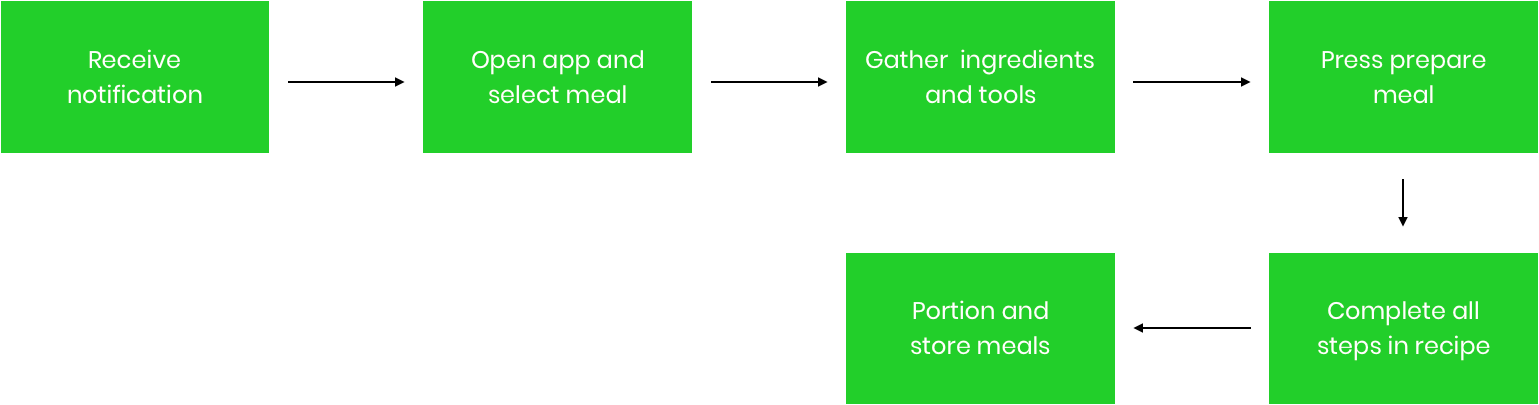 Receive
notification
Open app and
select meal
Gather  ingredients
and tools
Press prepare
meal
Complete all
steps in recipe
Portion and
store meals